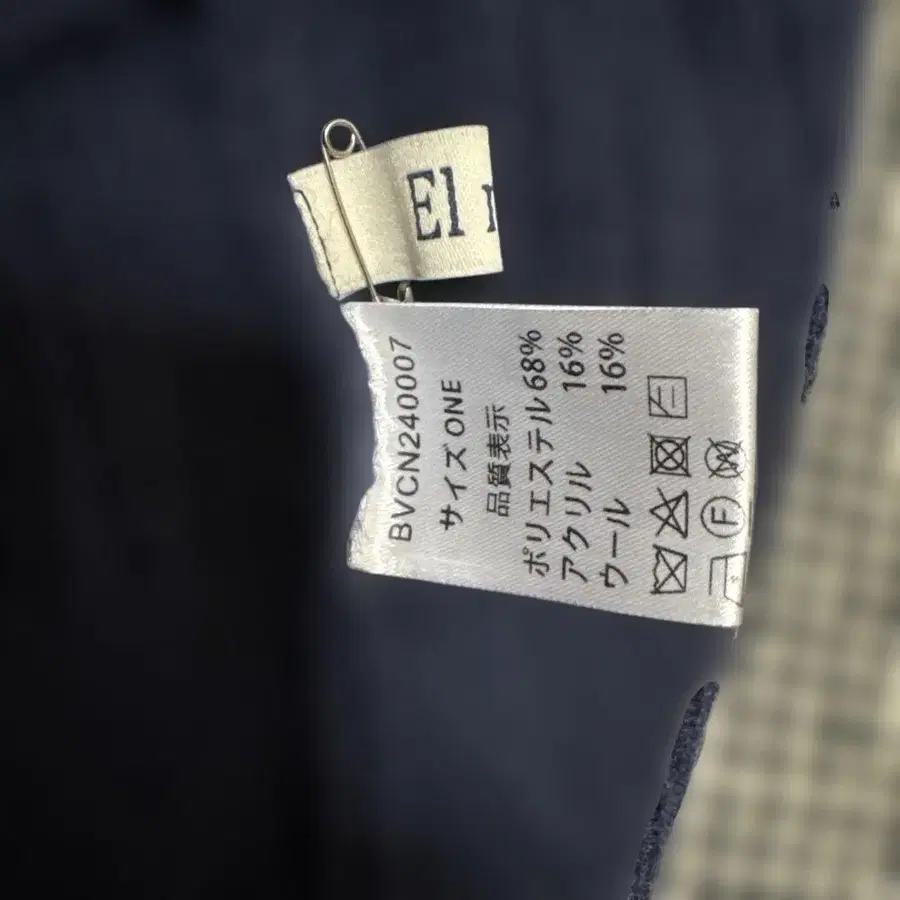 El
BVCN240007
サイズ ONE
品質表示
ポリエステル 68%
アクリル 16%
ウール 16%
F
W